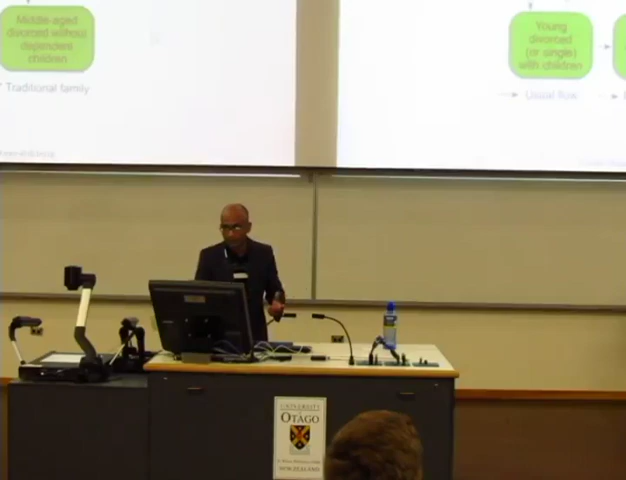 Middle-aged
divorced without
dependent
children
* Traditional family
Young
divorced
(or single)
with children
Usual flow
UNIVERSITY
of
OTAGO
NEW ZEALAND